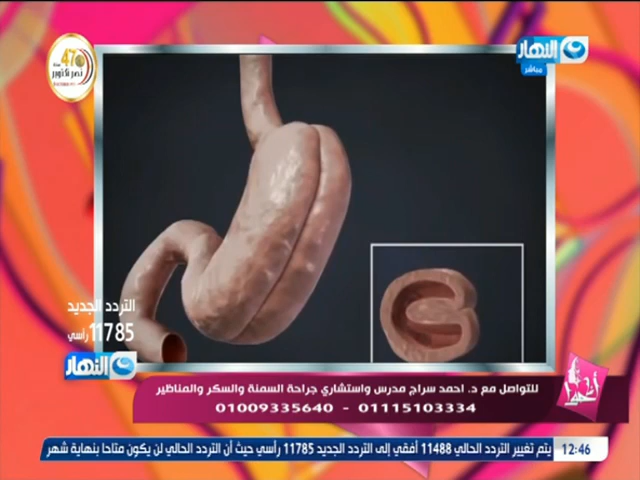 سنة 47
نصر أكتوبر
النهار
مباشر
التردد الجديد
11785 رأسي
النهار
للتواصل مع د. احمد سراج مدرس واستشاري جراحة السمنة والسكر والمناظير
01009335640 - 01115103334
يتم تغيير التردد الحالي 11488 أفقي إلى التردد الجديد 11785 رأسي حيث أن التردد الحالي لن يكون متاحا بنهاية شهر
12:46